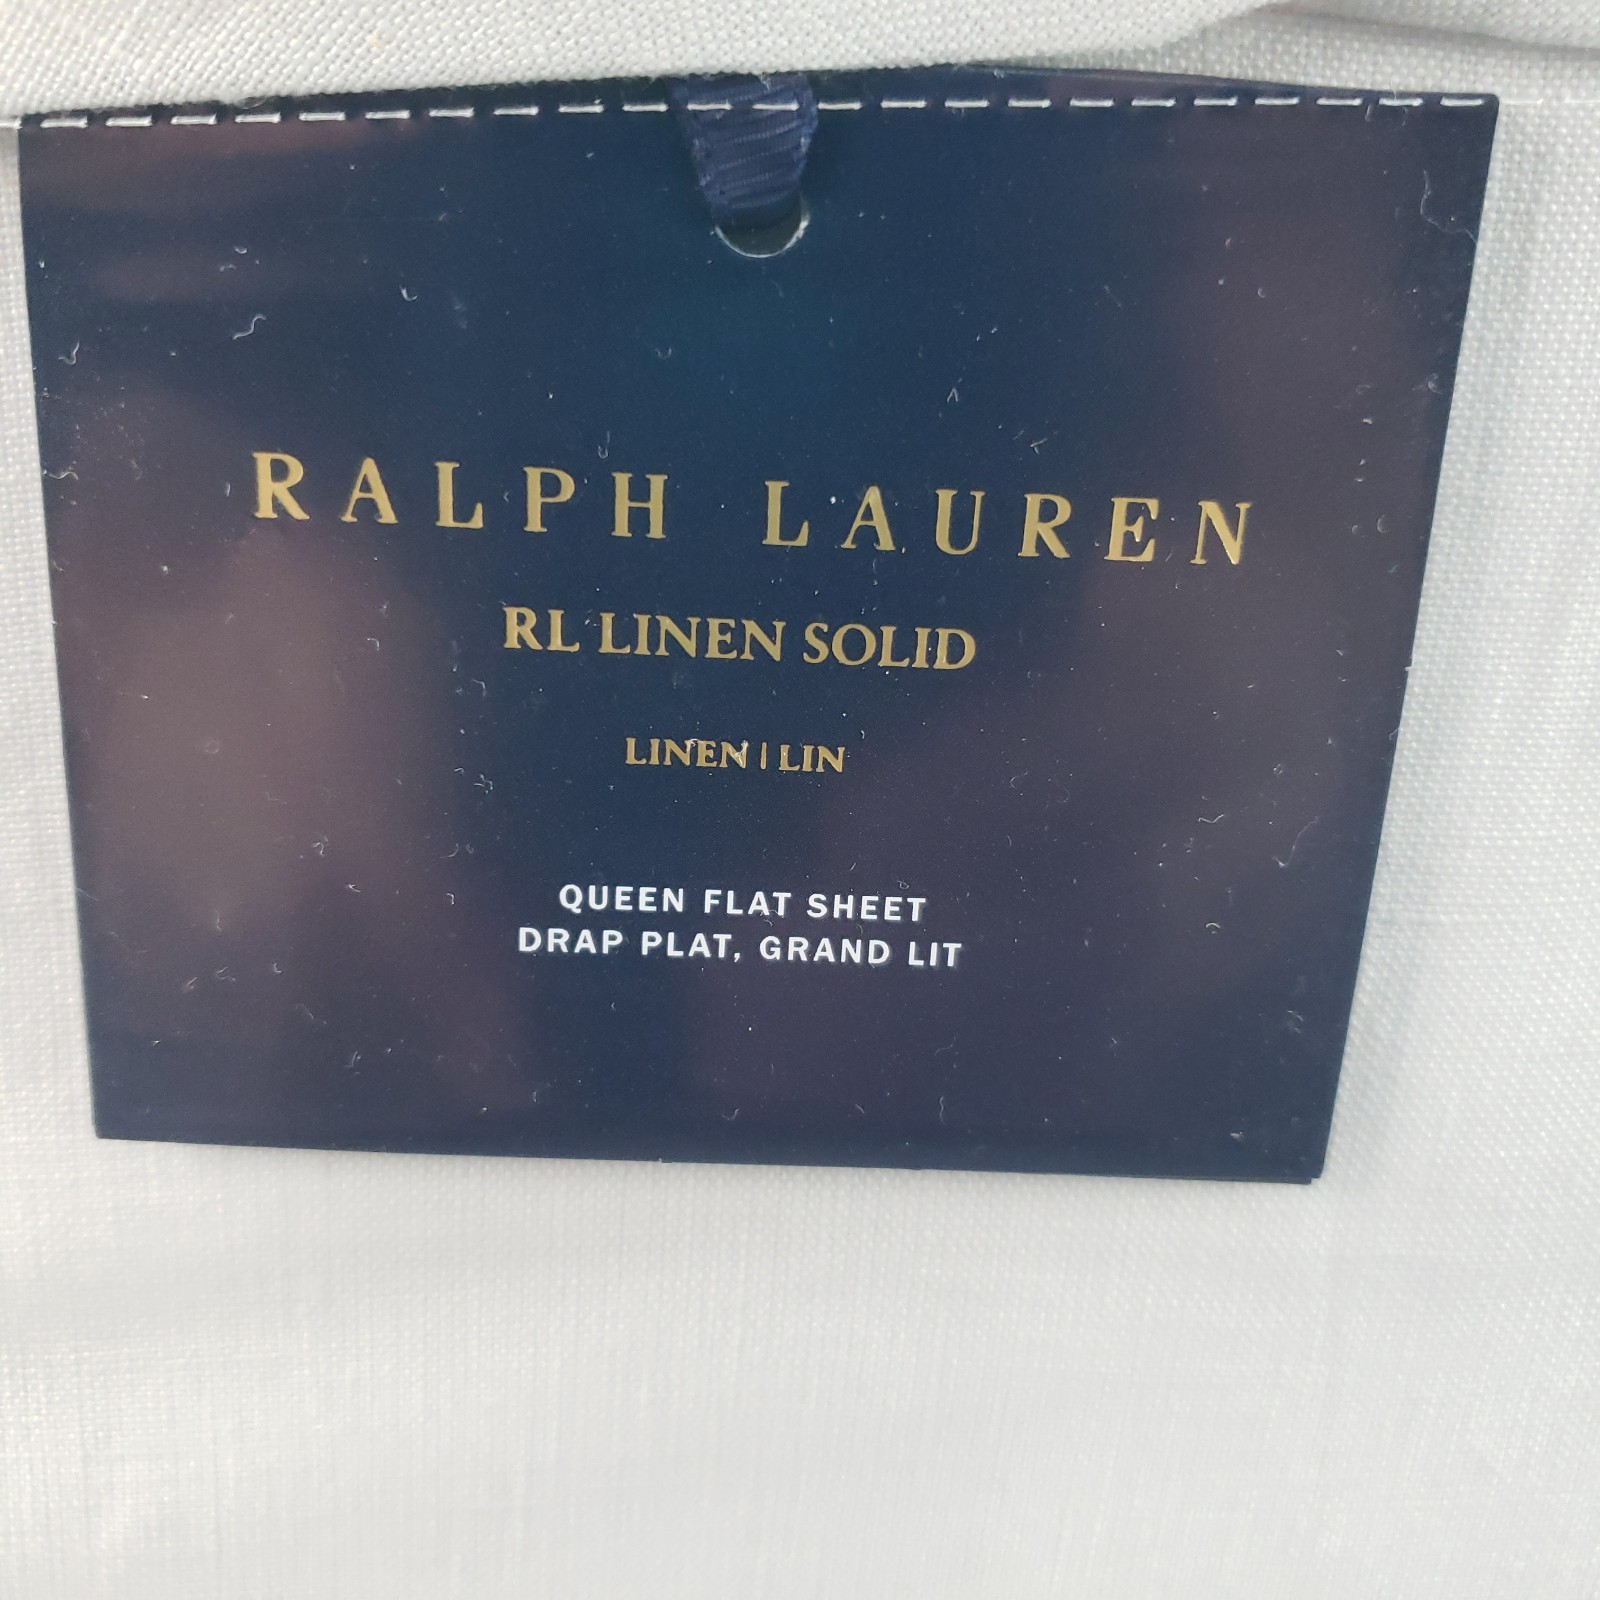 RALPH LAUREN
RL LINEN SOLID
LINEN | LIN
QUEEN FLAT SHEET
DRAP PLAT, GRAND LIT